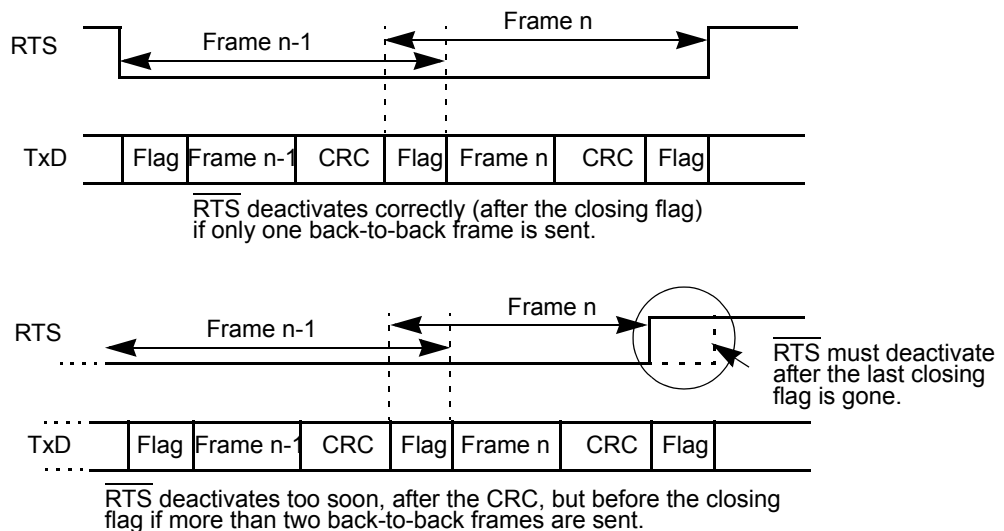 Frame n
RTS
Frame n-1
TxD
Flag Frame n-1 CRC Flag Frame n CRC Flag
RTS deactivates correctly (after the closing flag)
if only one back-to-back frame is sent.
Frame n
RTS
Frame n-1
RTS must deactivate
after the last closing
flag is gone.
TxD
Flag Frame n-1 CRC Flag Frame n CRC Flag
RTS deactivates too soon, after the CRC, but before the closing
flag if more than two back-to-back frames are sent.